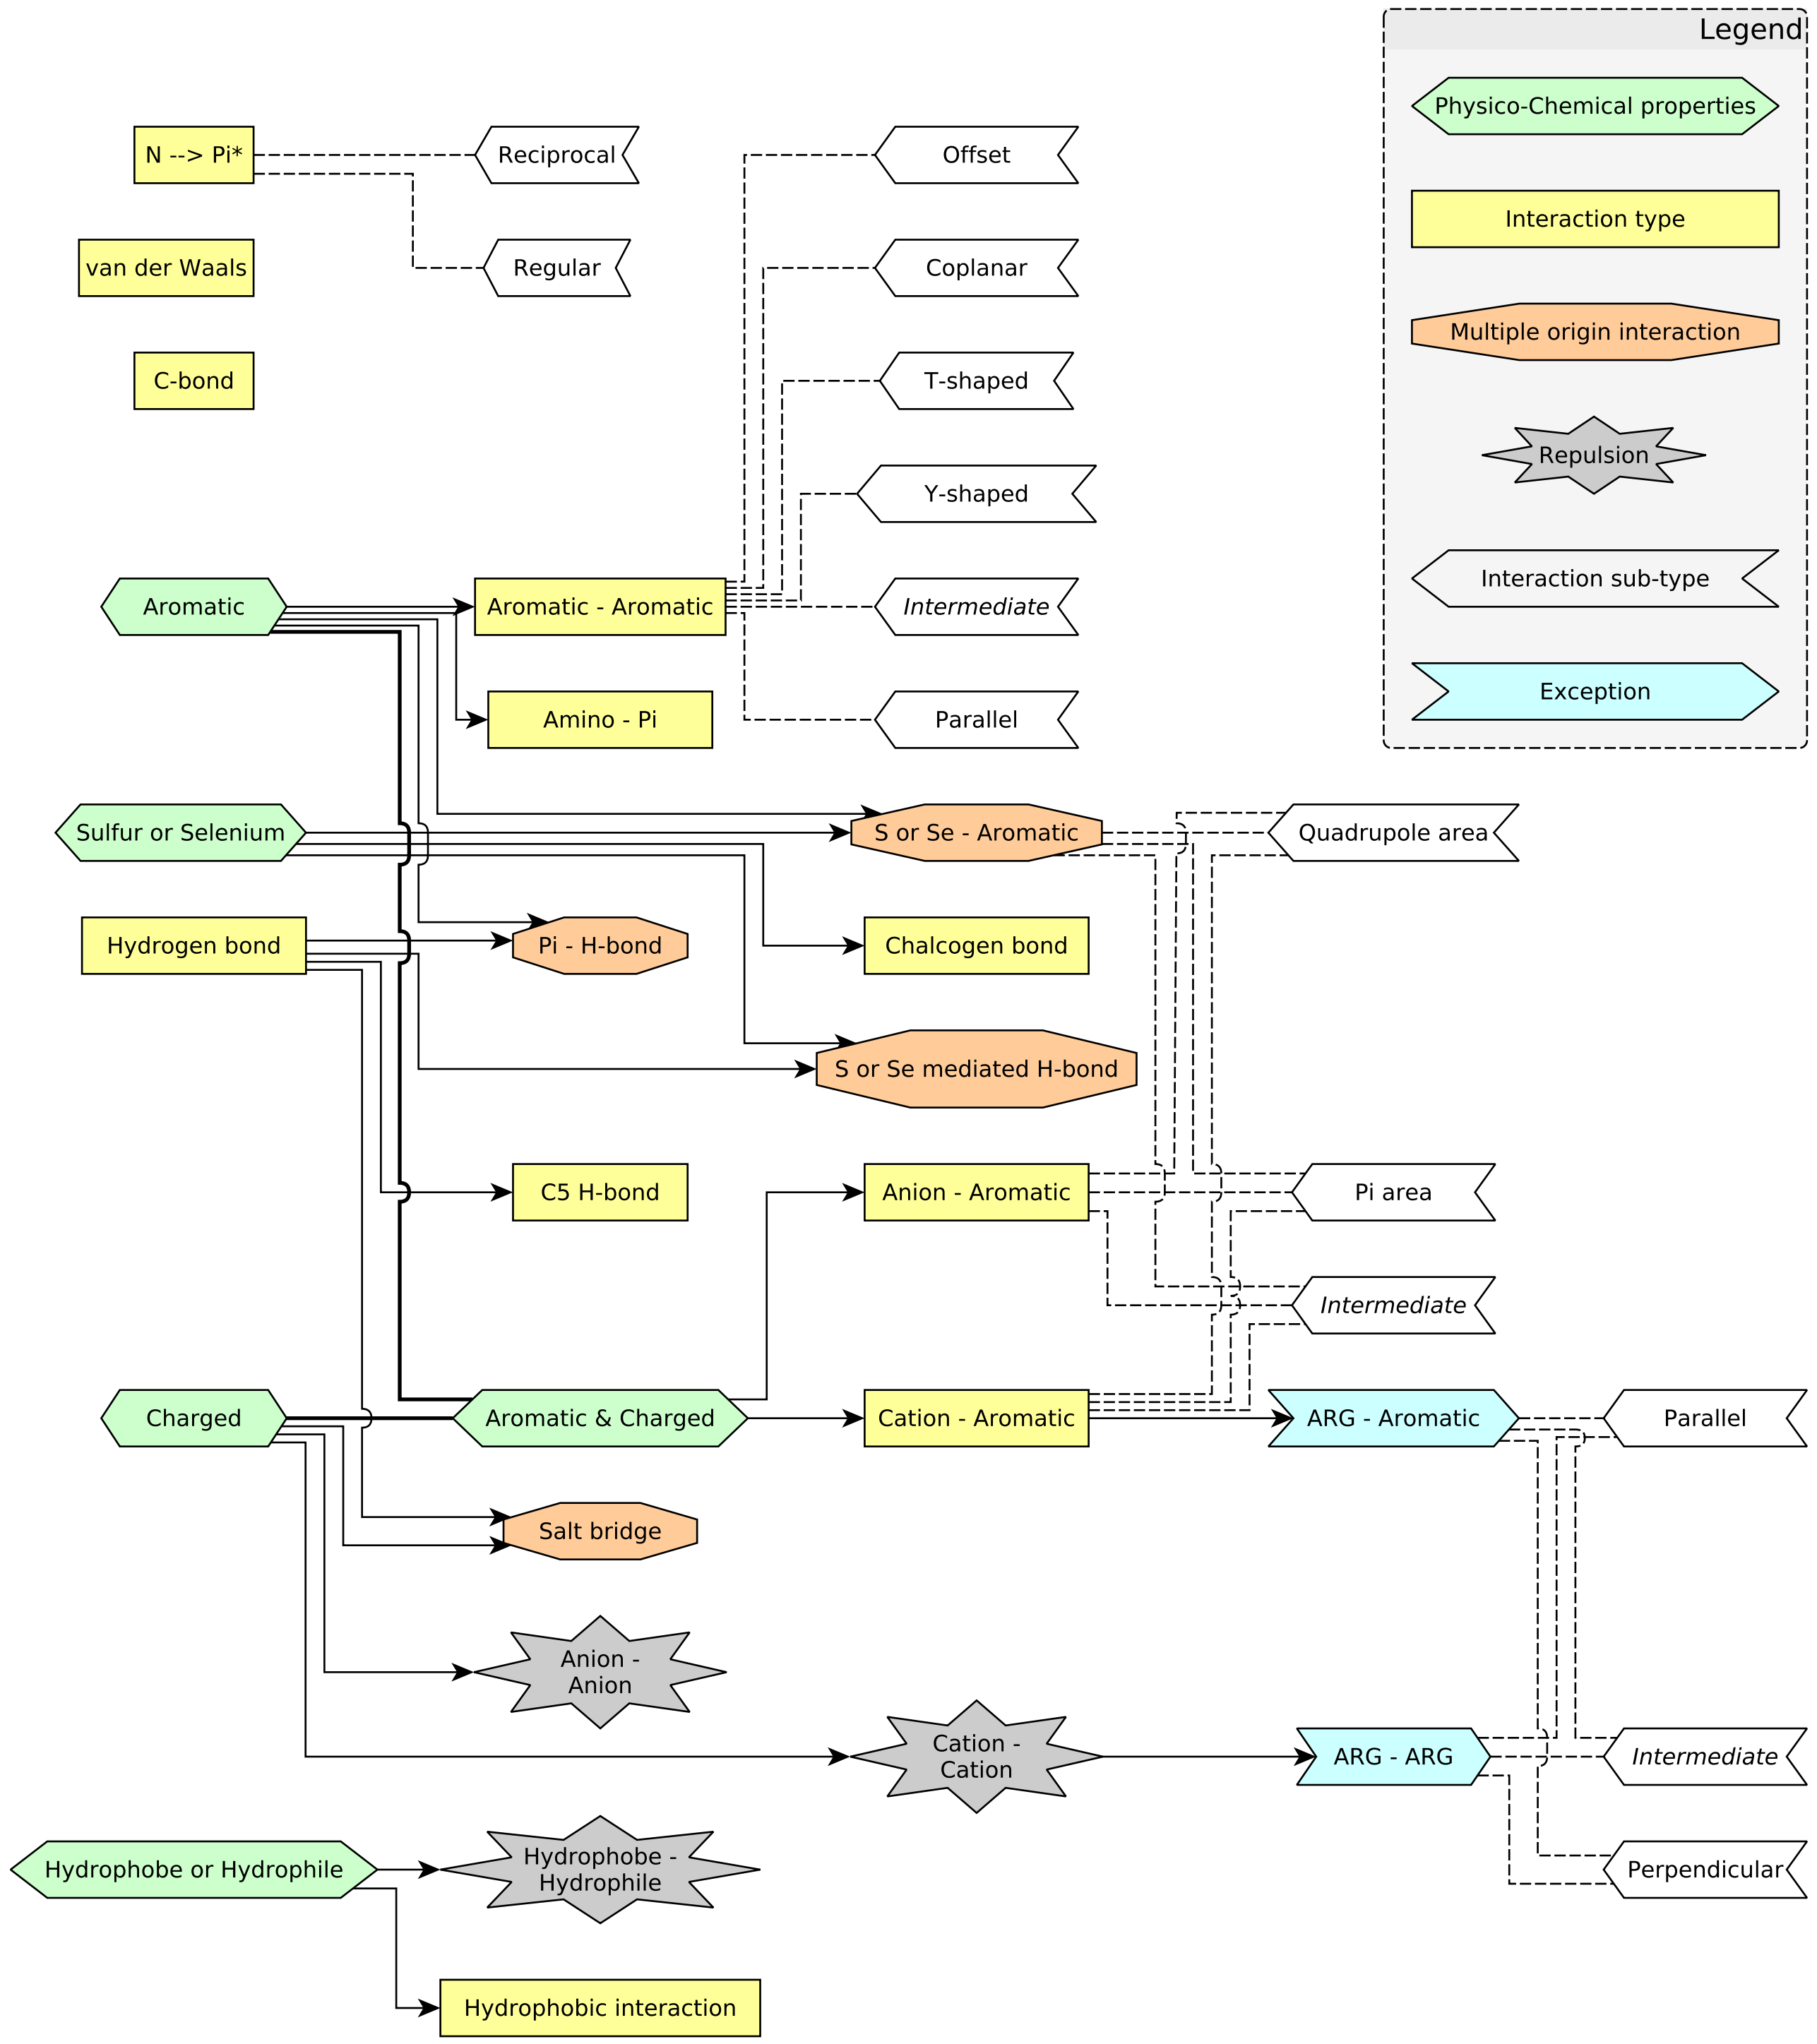 Legend
Physico-Chemical properties
Interaction type
Multiple origin interaction
Repulsion
Interaction sub-type
Exception
N --> Pi*
Reciprocal
Offset
van der Waals
Regular
Coplanar
C-bond
T-shaped
Y-shaped
Aromatic
Aromatic - Aromatic
Intermediate
Amino - Pi
Parallel
Sulfur or Selenium
S or Se - Aromatic
Quadrupole area
Hydrogen bond
Pi - H-bond
Chalcogen bond
S or Se mediated H-bond
C5 H-bond
Anion - Aromatic
Pi area
Intermediate
Charged
Aromatic & Charged
Cation - Aromatic
ARG - Aromatic
Parallel
Salt bridge
Anion -
Anion
Cation -
Cation
ARG - ARG
Intermediate
Hydrophobe or Hydrophile
Hydrophobe -
Hydrophile
Perpendicular
Hydrophobic interaction